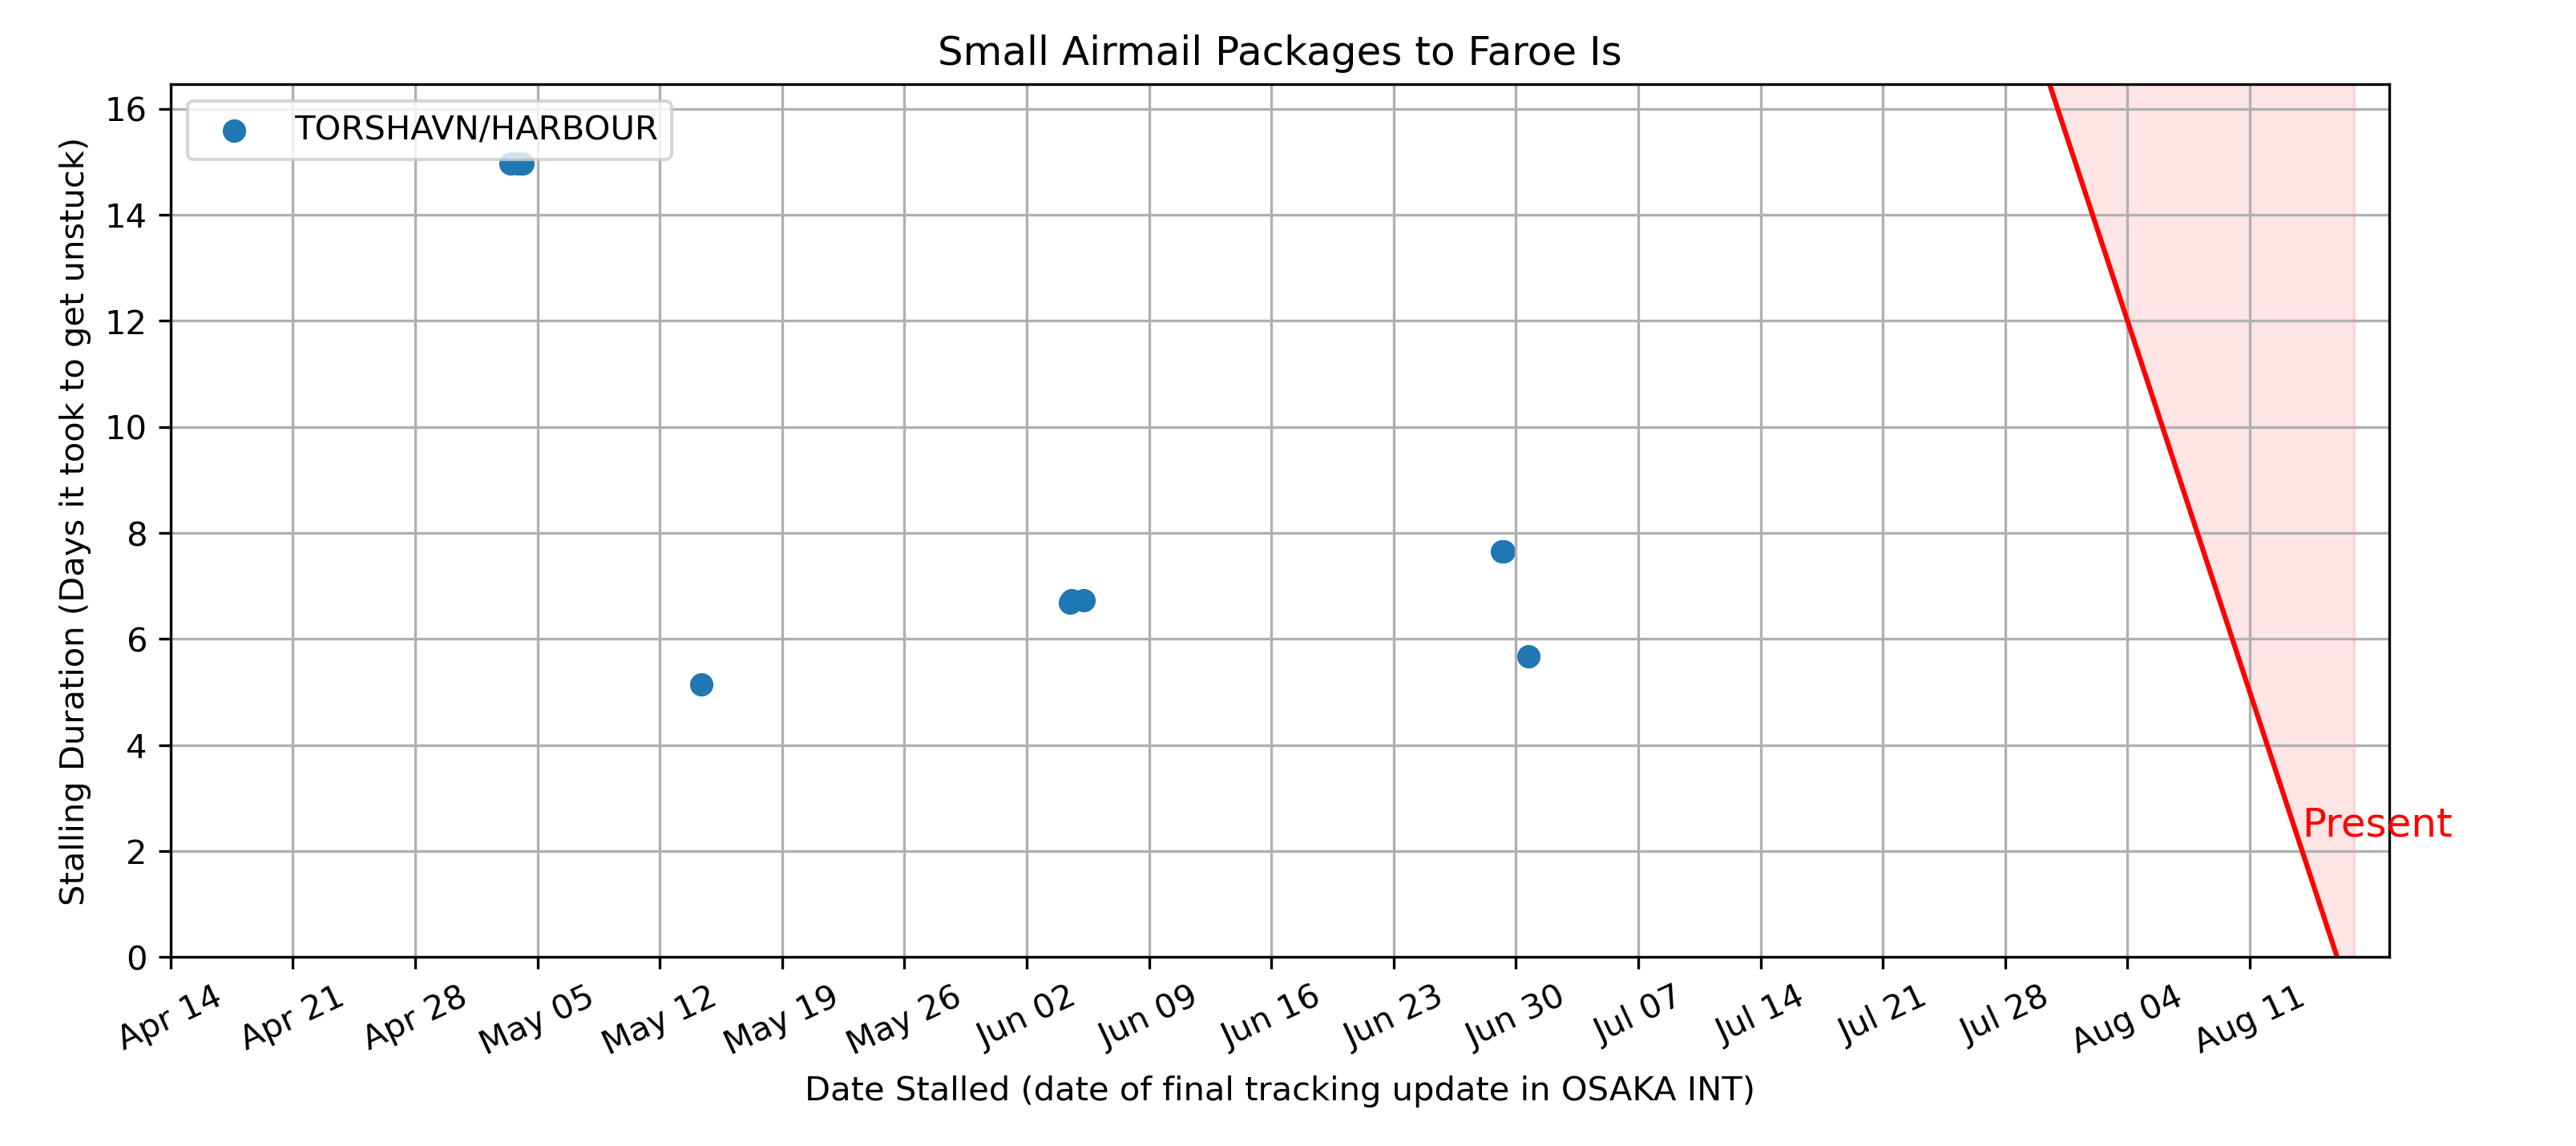 Small Airmail Packages to Faroe Is
TORSHAVN/HARBOUR
Stalling Duration (Days it took to get unstuck)
16
14
12
10
8
6
4
2
0
Present
Apr 14
Apr 21
Apr 28
May 05
May 12
May 19
May 26
Jun 02
Jun 09
Jun 16
Jun 23
Jun 30
Jul 07
Jul 14
Jul 21
Jul 28
Aug 04
Aug 11
Date Stalled (date of final tracking update in OSAKA INT)